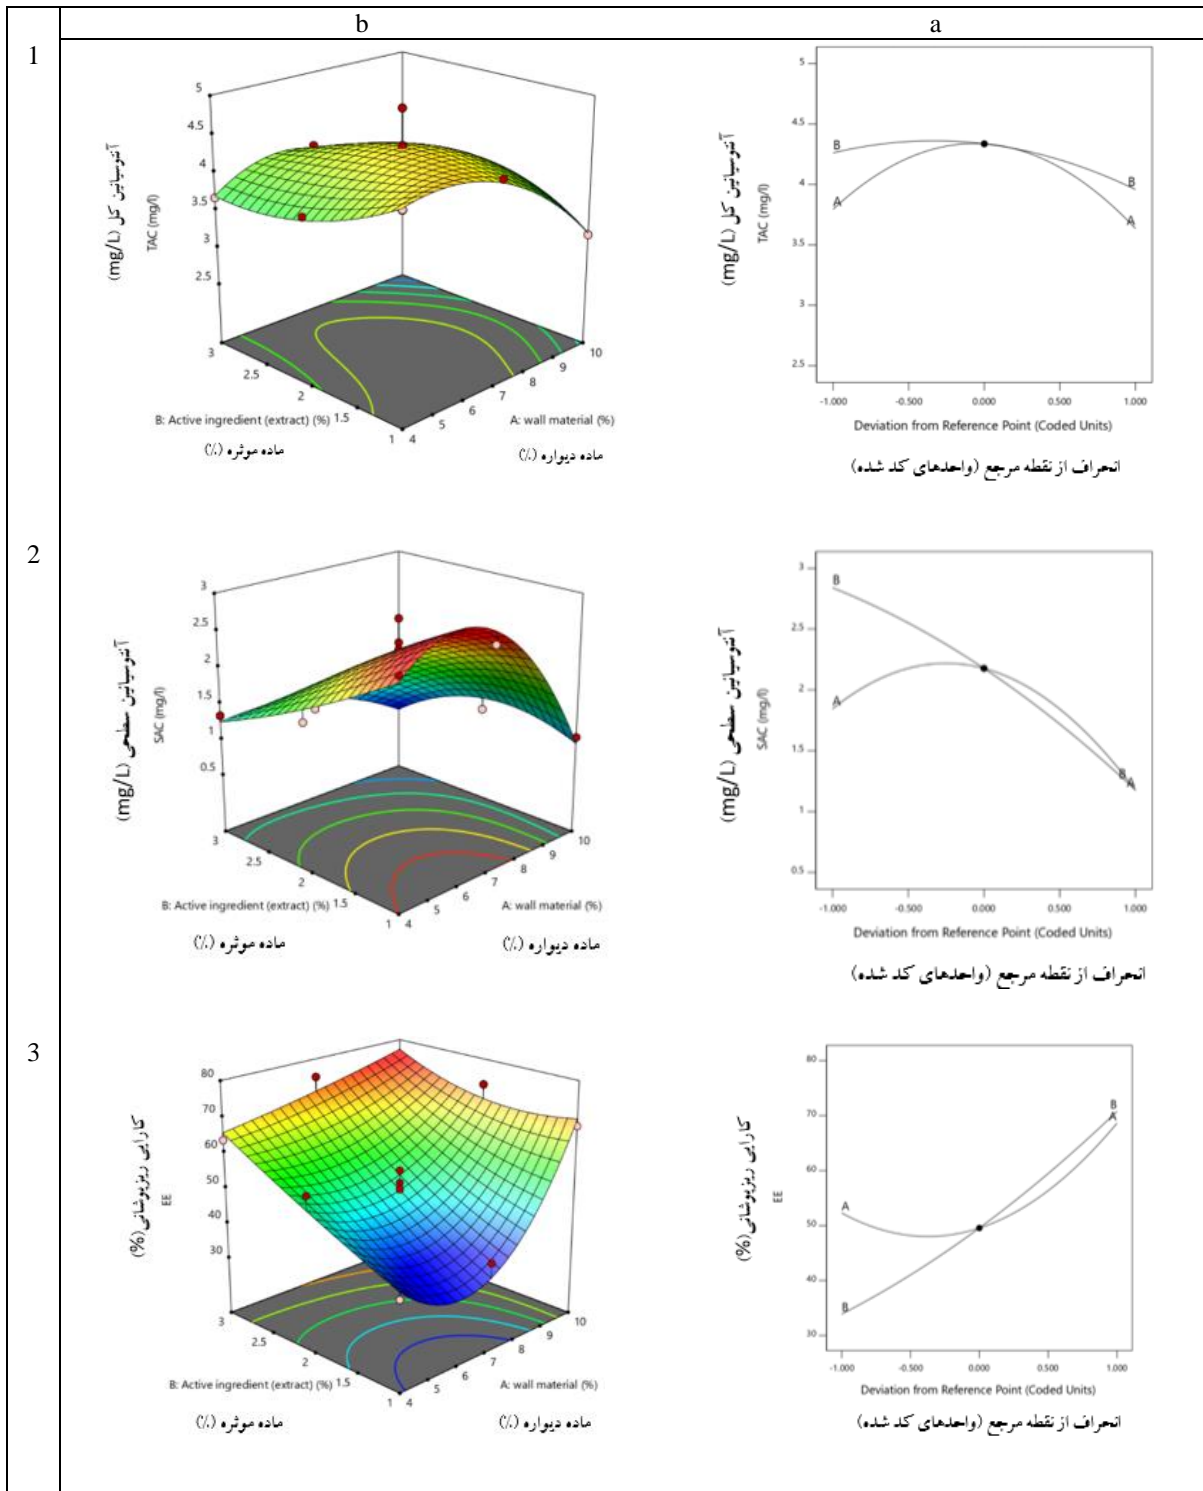 b
a
1
آنتوسیانین کل (mg/L)
TAC (mg/l)
5
4.5
4
3.5
3
2.5
3
2.5
2
1.5
1
4
5
6
7
8
9
10
B: Active ingredient (extract) (%)
A: wall material (%)
ماده موثره (٪)
ماده دیواره (٪)
آنتوسیانین کل (mg/L)
TAC (mg/l)
5
4.5
4
3.5
3
2.5
B
A
B
A
-1.000
-0.500
0.000
0.500
1.000
Deviation from Reference Point (Coded Units)
انحراف از نقطه مرجع (واحدهای کد شده)
2
آنتوسیانین سطحی (mg/L)
SAC (mg/l)
3
2.5
2
1.5
1
0.5
3
2.5
2
1.5
1
4
5
6
7
8
9
10
B: Active ingredient (extract) (%)
A: wall material (%)
ماده موثره (٪)
ماده دیواره (٪)
آنتوسیانین سطحی (mg/L)
SAC (mg/l)
3
2.5
2
1.5
1
0.5
B
A
B
A
-1.000
-0.500
0.000
0.500
1.000
Deviation from Reference Point (Coded Units)
انحراف از نقطه مرجع (واحدهای کد شده)
3
کارایی ریزپوشانی(%)
EE
80
70
60
50
40
30
3
2.5
2
1.5
1
4
5
6
7
8
9
10
B: Active ingredient (extract) (%)
A: wall material (%)
ماده موثره (٪)
ماده دیواره (٪)
کارایی ریزپوشانی(%)
EE
80
70
60
50
40
30
A
B
B
A
-1.000
-0.500
0.000
0.500
1.000
Deviation from Reference Point (Coded Units)
انحراف از نقطه مرجع (واحدهای کد شده)